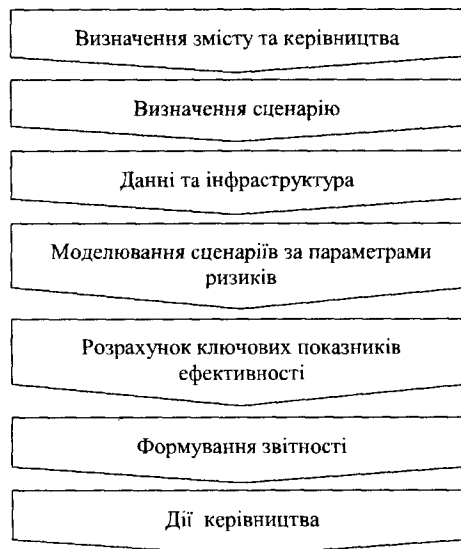 Визначення змісту та керівництва
Визначення сценарію
Данні та інфраструктура
Моделювання сценаріїв за параметрами
ризиків
Розрахунок ключових показників
ефективності
Формування звітності
Дії керівництва